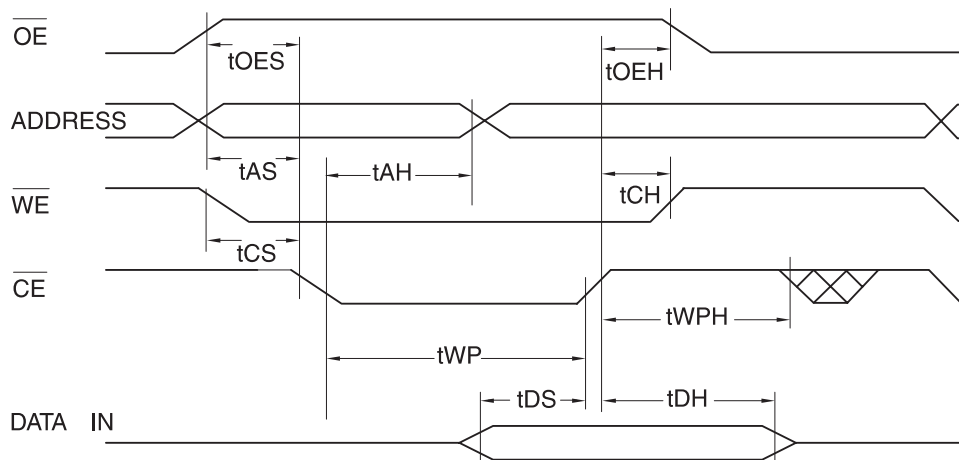 OE
tOES
tOEH
ADDRESS
tAS
tAH
tCH
WE
tCS
CE
tWPH
tWP
tDS
tDH
DATA IN